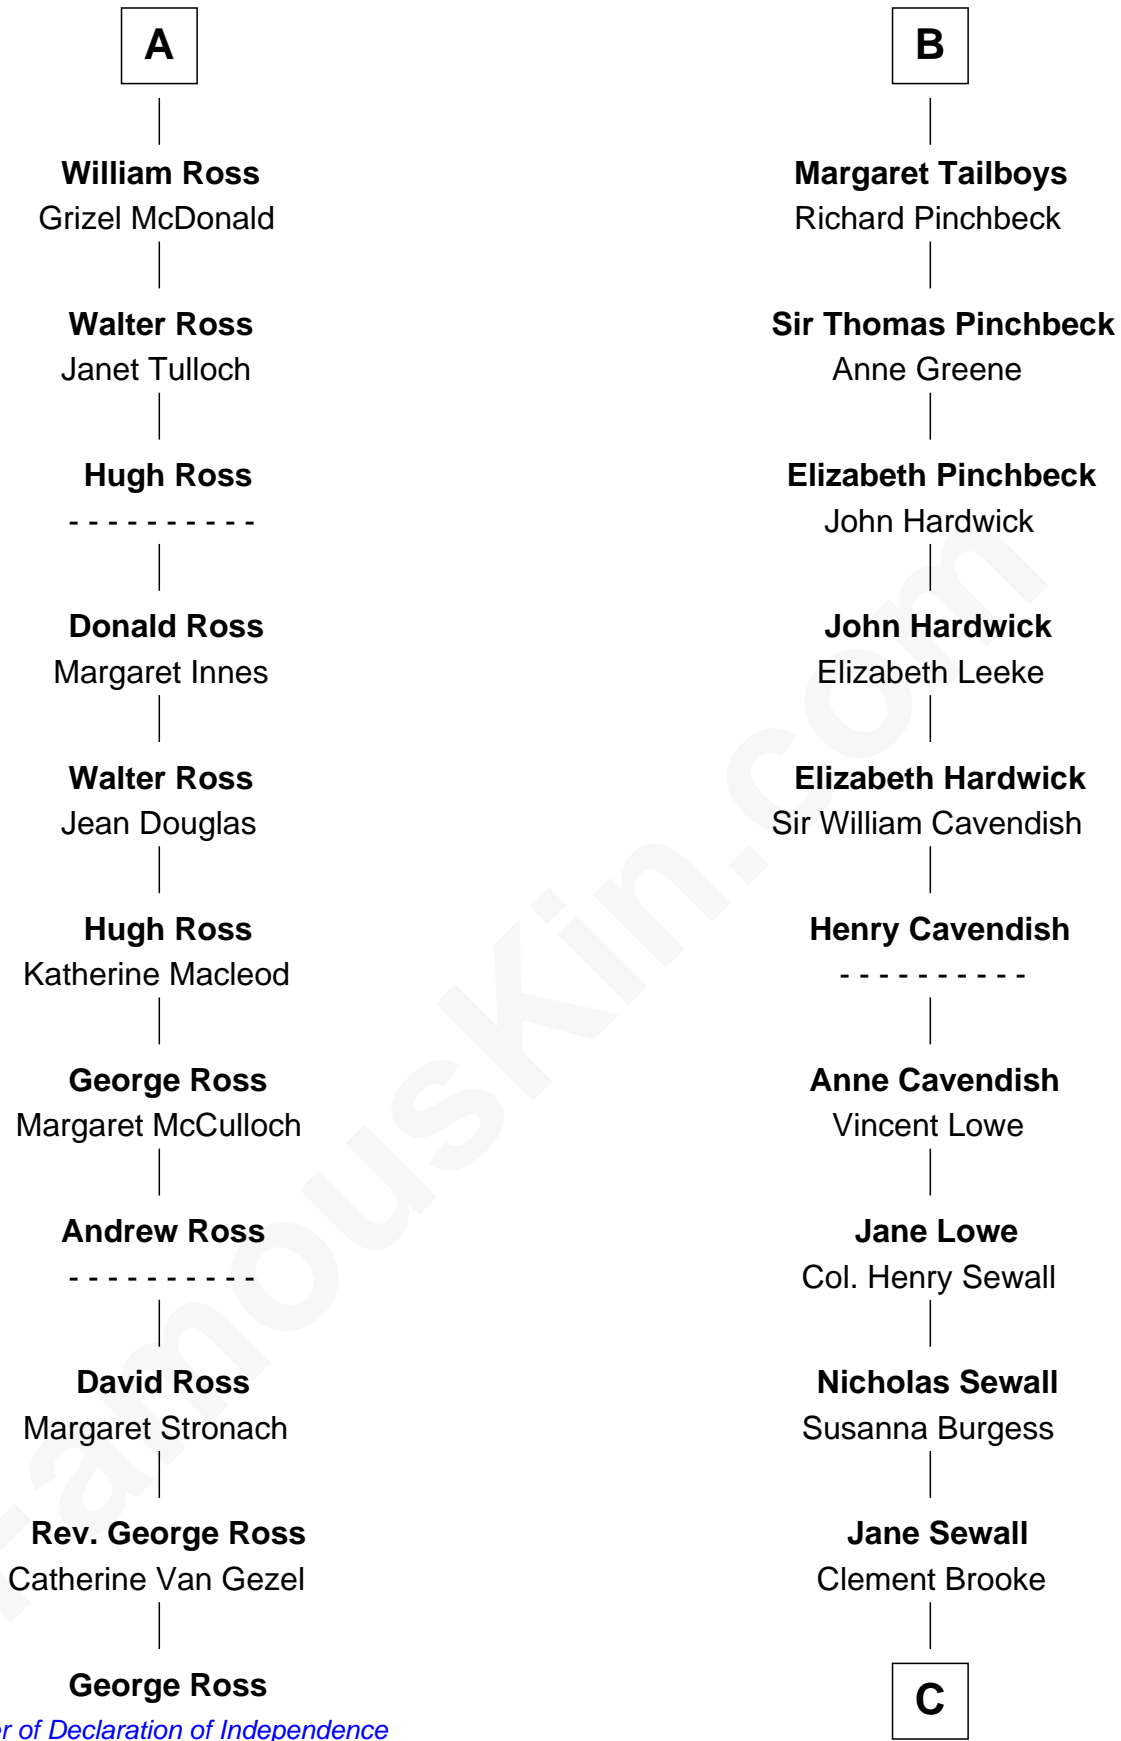 A
William Ross
Grizel McDonald
Walter Ross
Janet Tulloch
Hugh Ross
- - - - - - - - - -
Donald Ross
Margaret Innes
Walter Ross
Jean Douglas
Hugh Ross
Katherine Macleod
George Ross
Margaret McCulloch
Andrew Ross
- - - - - - - - - -
David Ross
Margaret Stronach
Rev. George Ross
Catherine Van Gezel
George Ross
of Declaration of Independence
B
Margaret Tailboys
Richard Pinchbeck
Sir Thomas Pinchbeck
Anne Greene
Elizabeth Pinchbeck
John Hardwick
John Hardwick
Elizabeth Leeke
Elizabeth Hardwick
Sir William Cavendish
Henry Cavendish
- - - - - - - - - -
Anne Cavendish
Vincent Lowe
Jane Lowe
Col. Henry Sewall
Nicholas Sewall
Susanna Burgess
Jane Sewall
Clement Brooke
C
FamousKin.com